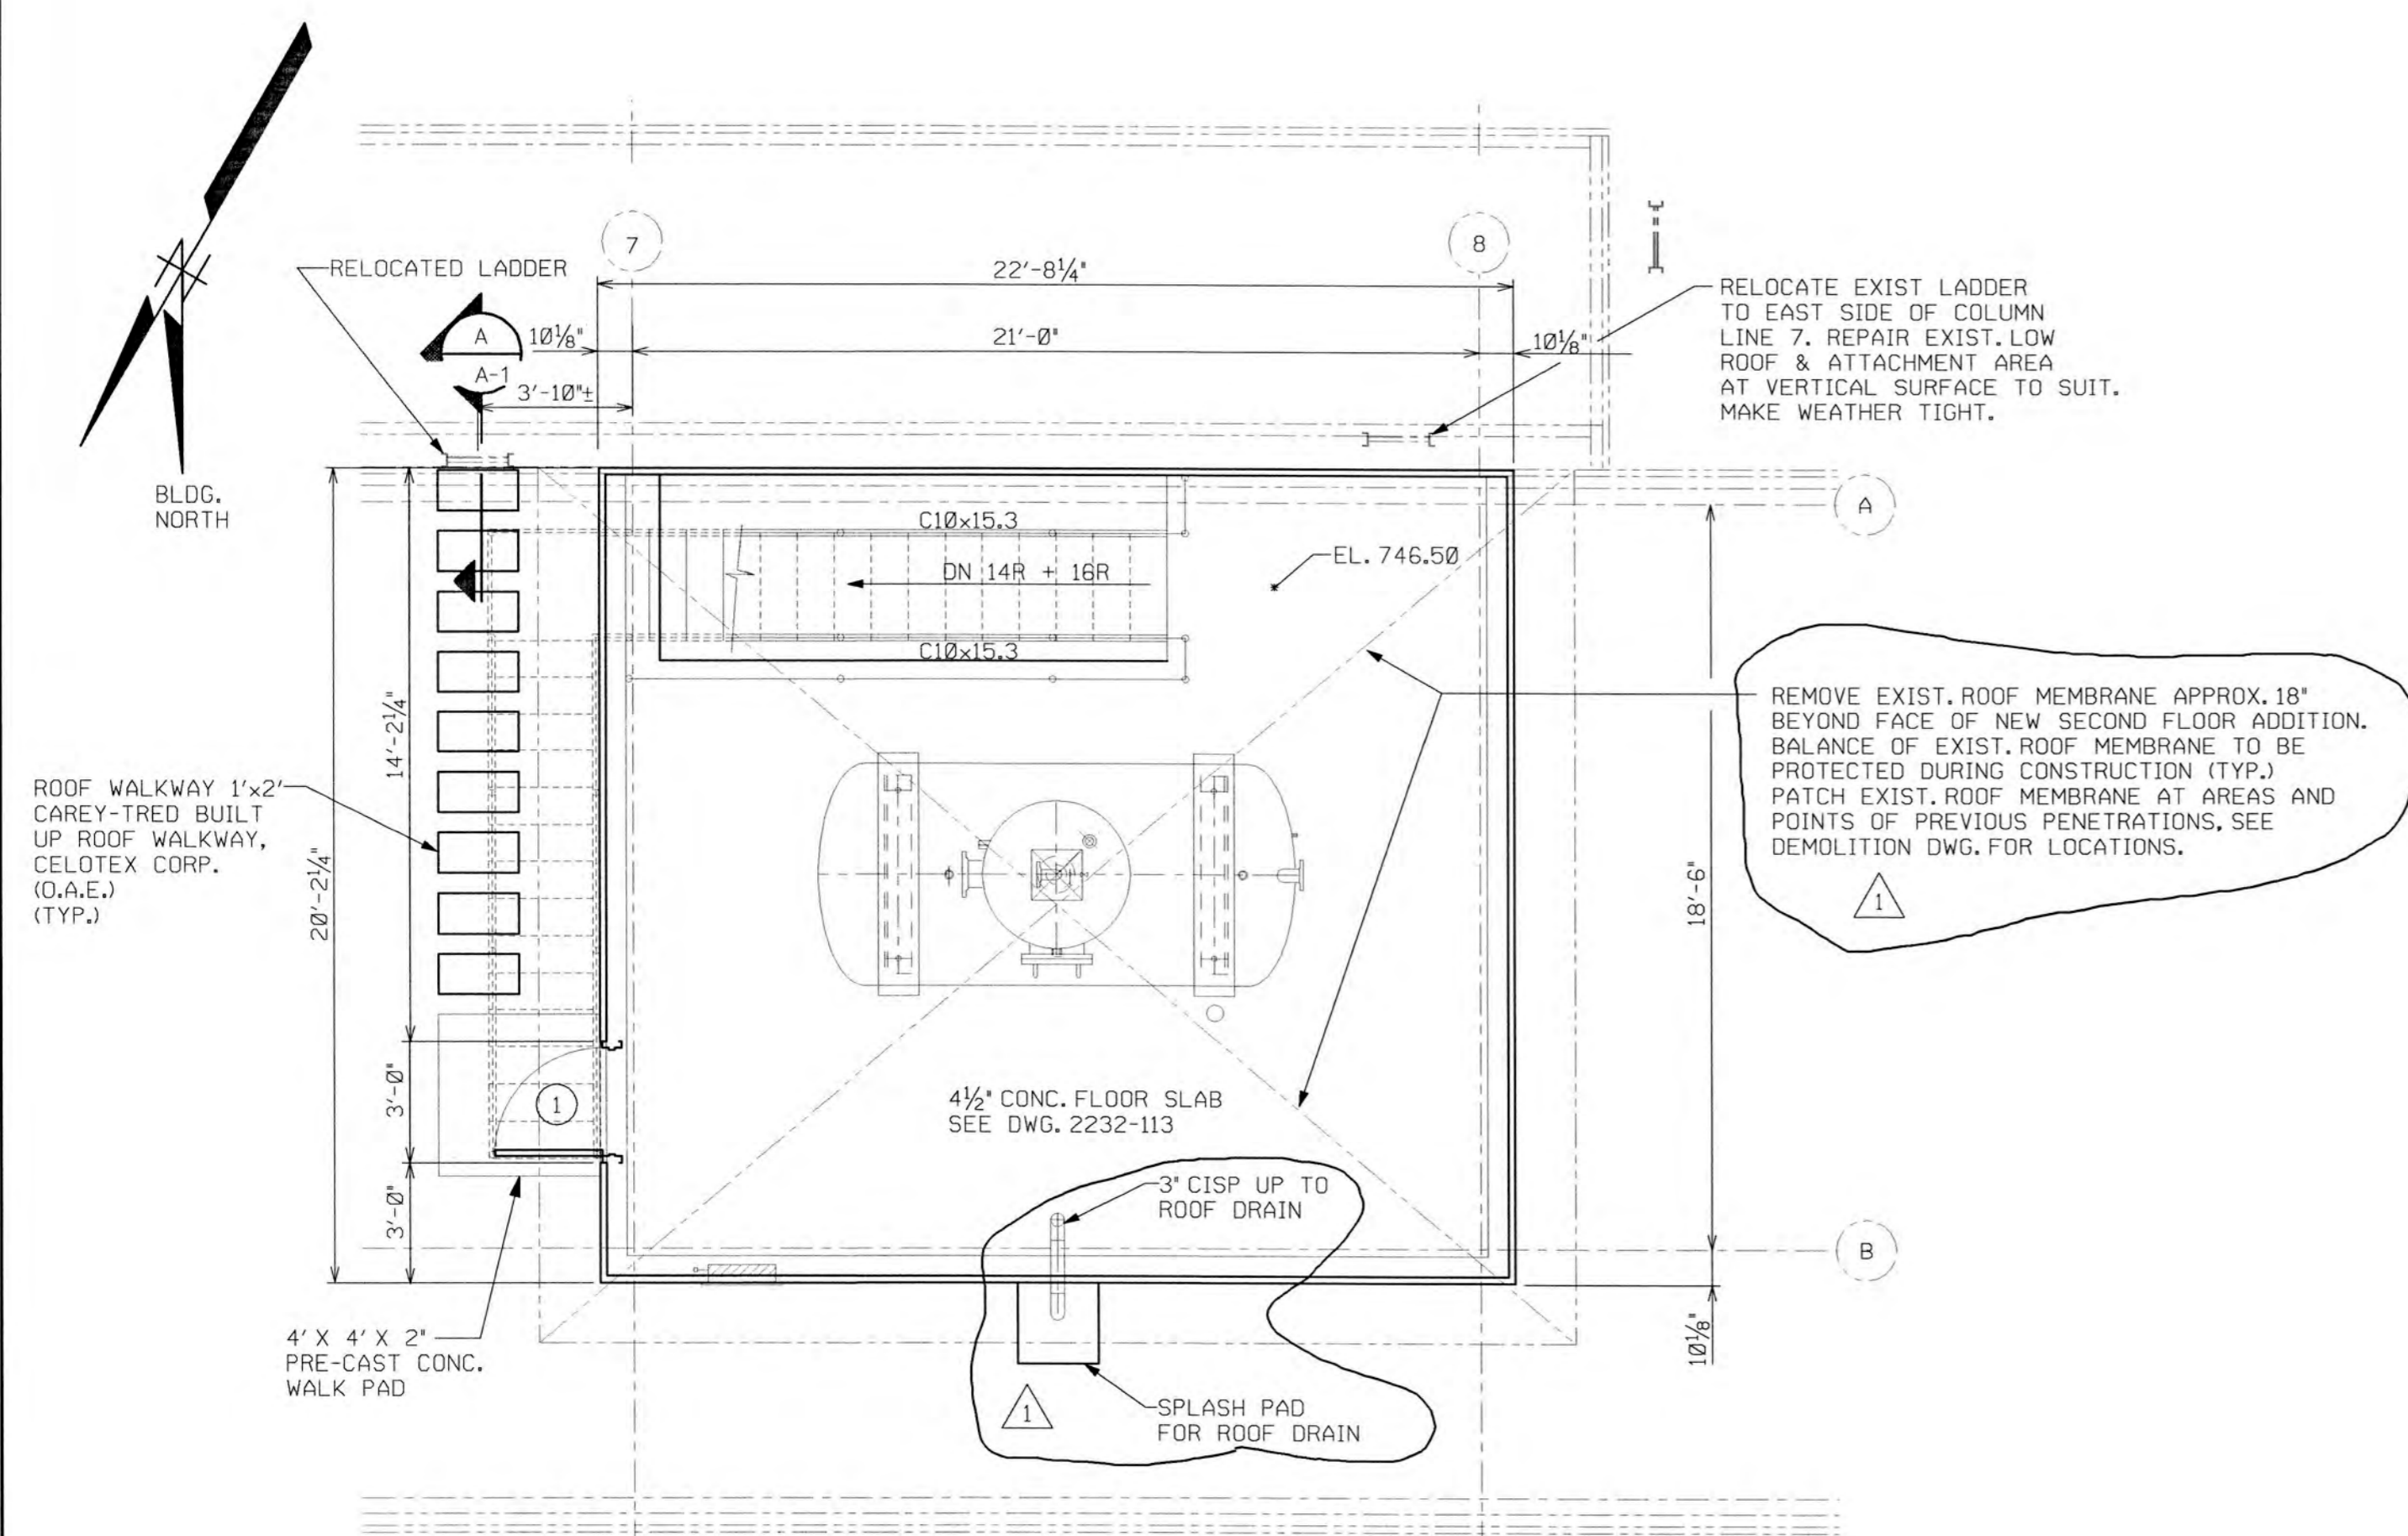 7
8
RELOCATED LADDER
22'-8¼"
RELOCATE EXIST LADDER
TO EAST SIDE OF COLUMN
LINE 7. REPAIR EXIST. LOW
ROOF & ATTACHMENT AREA
AT VERTICAL SURFACE TO SUIT.
MAKE WEATHER TIGHT.
A
A-1
10⅛"
21'-0"
10⅛"
3'-10"±
BLDG.
NORTH
A
C10x15.3
DN 14R + 16R
C10x15.3
EL. 746.50
REMOVE EXIST. ROOF MEMBRANE APPROX. 18"
BEYOND FACE OF NEW SECOND FLOOR ADDITION.
BALANCE OF EXIST. ROOF MEMBRANE TO BE
PROTECTED DURING CONSTRUCTION (TYP.)
PATCH EXIST. ROOF MEMBRANE AT AREAS AND
POINTS OF PREVIOUS PENETRATIONS, SEE
DEMOLITION DWG. FOR LOCATIONS.
1
14'-2¼"
20'-2¼"
18'-6"
ROOF WALKWAY 1'x2'
CAREY-TRED BUILT
UP ROOF WALKWAY,
CELOTEX CORP.
(O.A.E.)
(TYP.)
3'-0"
1
4½" CONC. FLOOR SLAB
SEE DWG. 2232-113
3'-0"
3" CISP UP TO
ROOF DRAIN
B
10⅛"
4' X 4' X 2"
PRE-CAST CONC.
WALK PAD
1
SPLASH PAD
FOR ROOF DRAIN